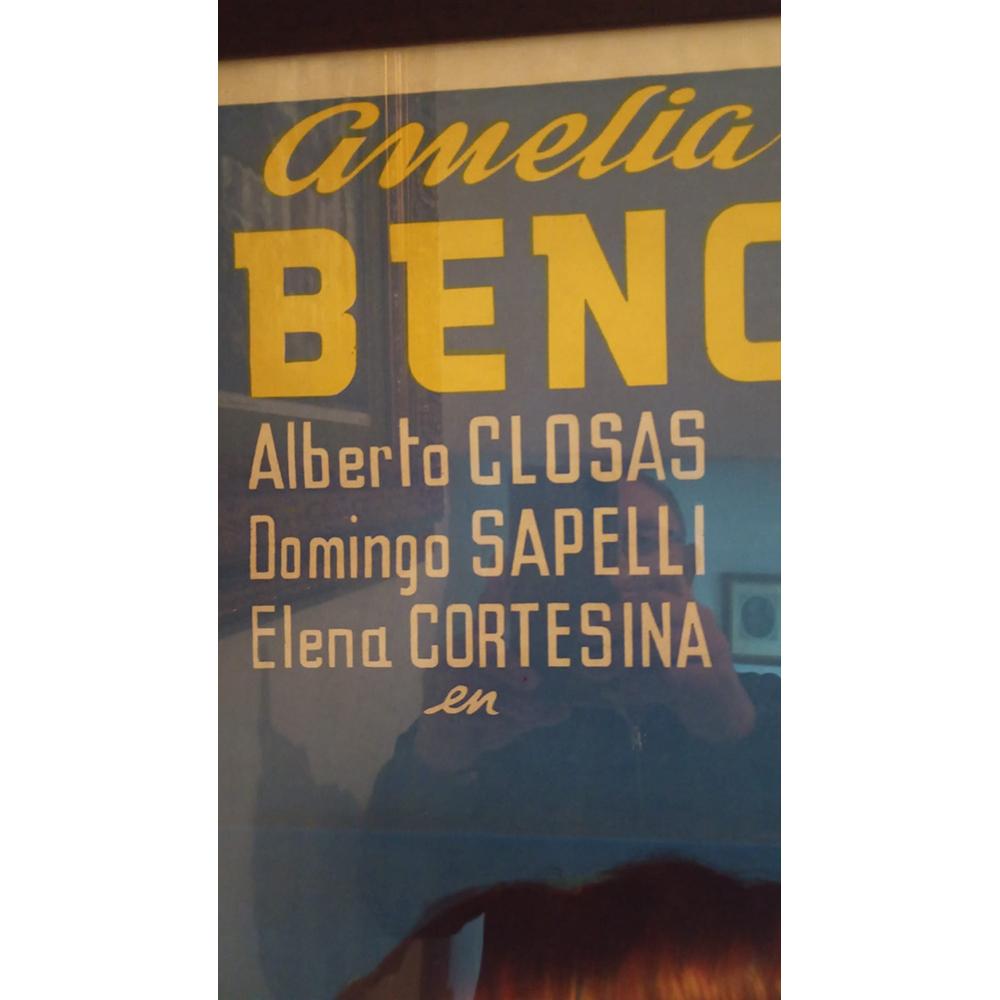 amelia
BENC
Alberto CLOSAS
Domingo SAPELLI
Elena CORTESINA
en